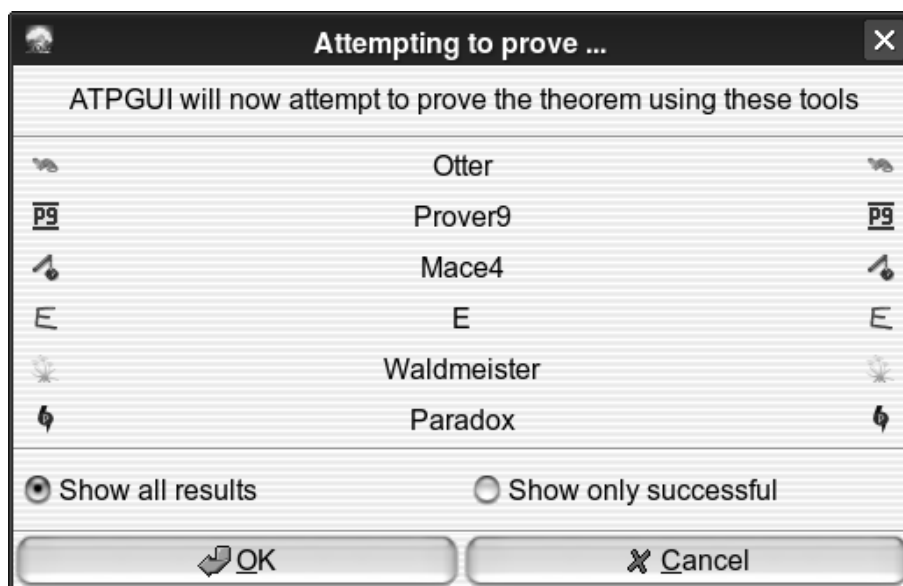 Attempting to prove ...
ATPGUI will now attempt to prove the theorem using these tools
Otter
P9 Prover9 P9
Mace4
E E E
Waldmeister
Paradox
Show all results Show only successful
OK Cancel